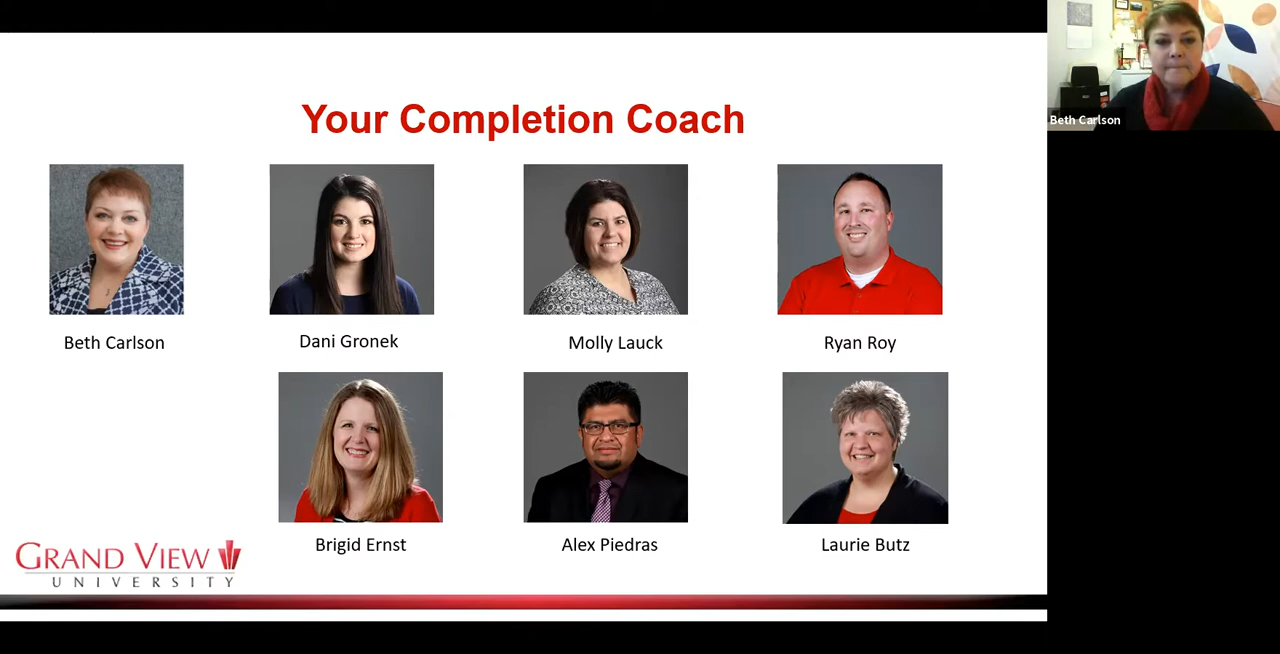 Your Completion Coach
Beth Carlson
Beth Carlson
Dani Gronek
Molly Lauck
Ryan Roy
Brigid Ernst
Alex Piedras
Laurie Butz
GRAND VIEW
UNIVERSITY